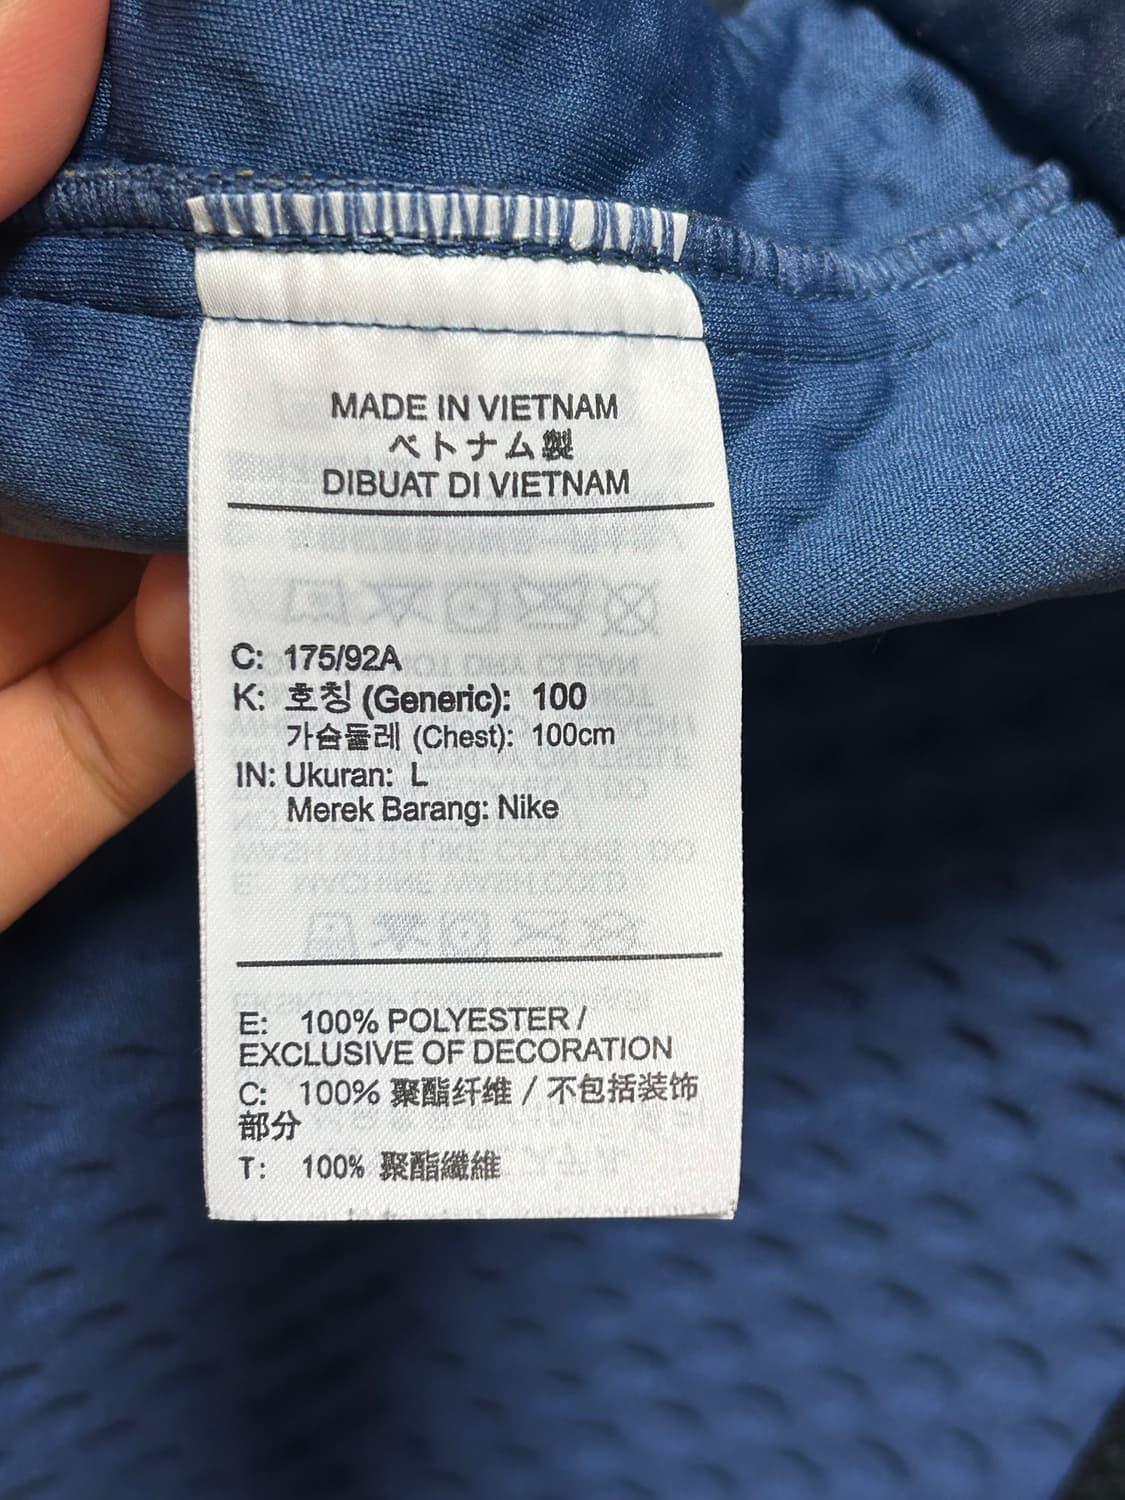 MADE IN VIETNAM
ベトナム製
DIBUAT DI VIETNAM
C: 175/92A
K: 호칭 (Generic): 100
가슴둘레 (Chest): 100cm
IN: Ukuran: L
Merek Barang: Nike
E: 100% POLYESTER /
EXCLUSIVE OF DECORATION
C: 100% 聚酯纤维 / 不包括装饰
部分
T: 100% 聚酯纖維